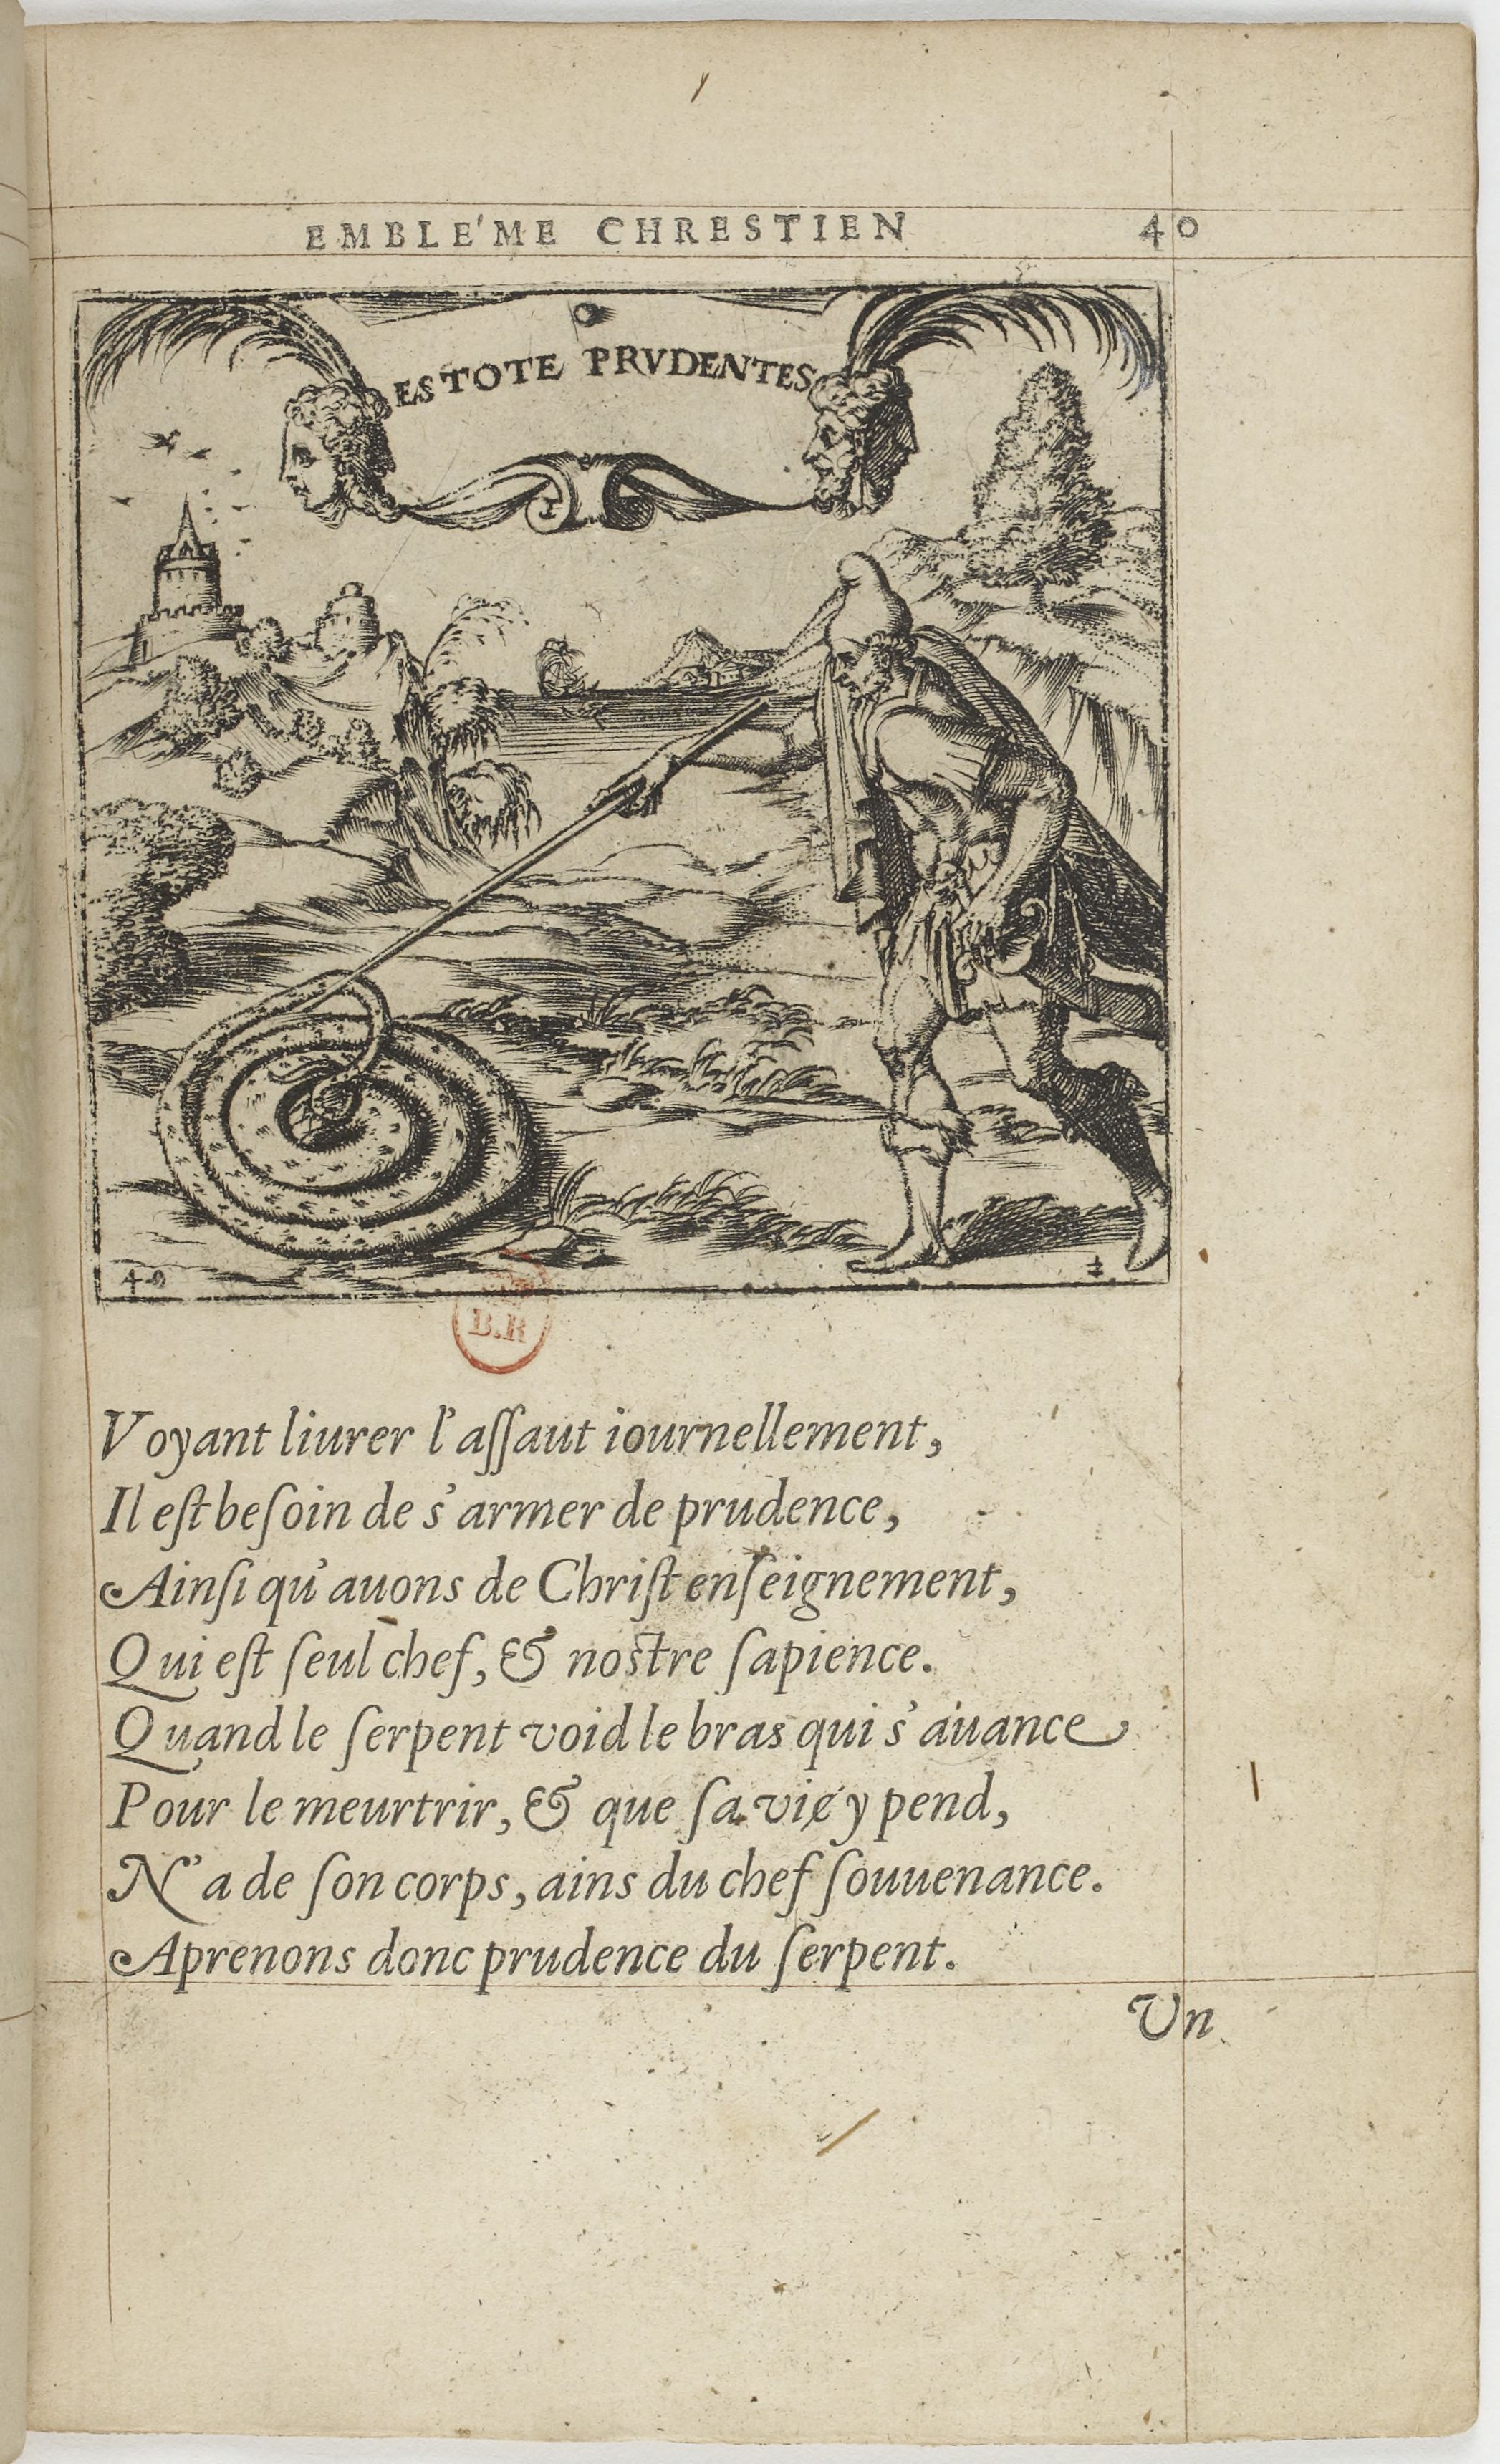 EMBLE'ME CHRESTIEN 40
ESTOTE PRVDENTES
40
B.R
Voyant liurer l'aſſaut iournellement,
Il eſt beſoin de s'armer de prudence,
Ainſi qu'auons de Chriſt enſeignement,
Qui eſt ſeul chef, & nostre ſapience.
Quand le ſerpent void le bras qui s'auance
Pour le meurtrir, & que ſa vie y pend,
N'a de ſon corps, ains du chef ſouuenance.
Aprenons donc prudence du ſerpent.
Un